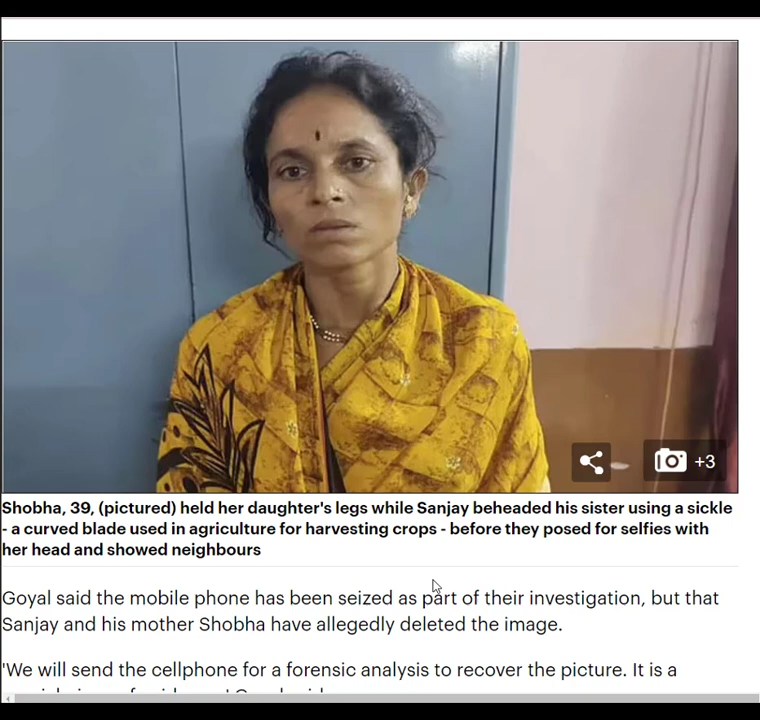 +3
Shobha, 39, (pictured) held her daughter's legs while Sanjay beheaded his sister using a sickle
- a curved blade used in agriculture for harvesting crops - before they posed for selfies with
her head and showed neighbours
Goyal said the mobile phone has been seized as part of their investigation, but that
Sanjay and his mother Shobha have allegedly deleted the image.
'We will send the cellphone for a forensic analysis to recover the picture. It is a